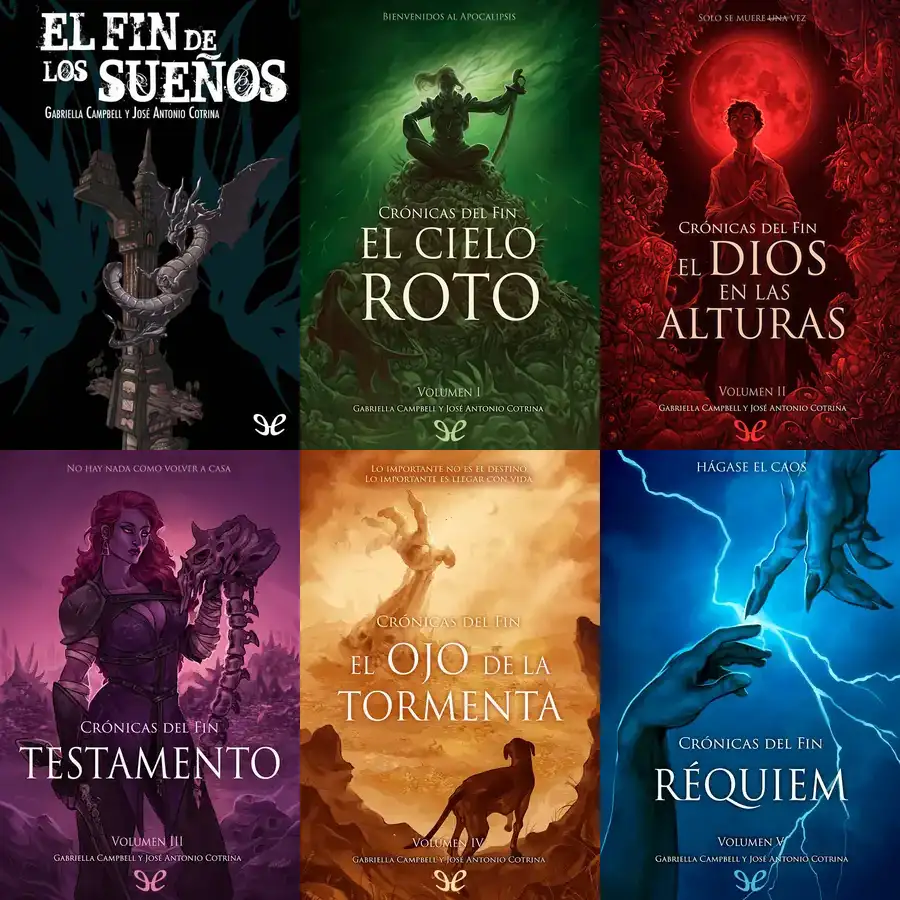 EL FIN DE
LOS SUEÑOS
GABRIELLA CAMPBELL Y JOSÉ ANTONIO COTRINA
BIENVENIDOS AL APOCALIPSIS
CRÓNICAS DEL FIN
EL CIELO
ROTO
VOLUMEN I
GABRIELLA CAMPBELL Y JOSÉ ANTONIO COTRINA
SOLO SE MUERE UNA VEZ
CRÓNICAS DEL FIN
EL DIOS
EN LAS
ALTURAS
VOLUMEN II
GABRIELLA CAMPBELL Y JOSÉ ANTONIO COTRINA
NO HAY NADA COMO VOLVER A CASA
CRÓNICAS DEL FIN
TESTAMENTO
VOLUMEN III
GABRIELLA CAMPBELL Y JOSÉ ANTONIO COTRINA
LO IMPORTANTE NO ES EL DESTINO,
LO IMPORTANTE ES LLEGAR CON VIDA
CRÓNICAS DEL FIN
EL OJO DE LA
TORMENTA
VOLUMEN IV
GABRIELLA CAMPBELL Y JOSÉ ANTONIO COTRINA
HÁGASE EL CAOS
CRÓNICAS DEL FIN
RÉQUIEM
VOLUMEN V
GABRIELLA CAMPBELL Y JOSÉ ANTONIO COTRINA